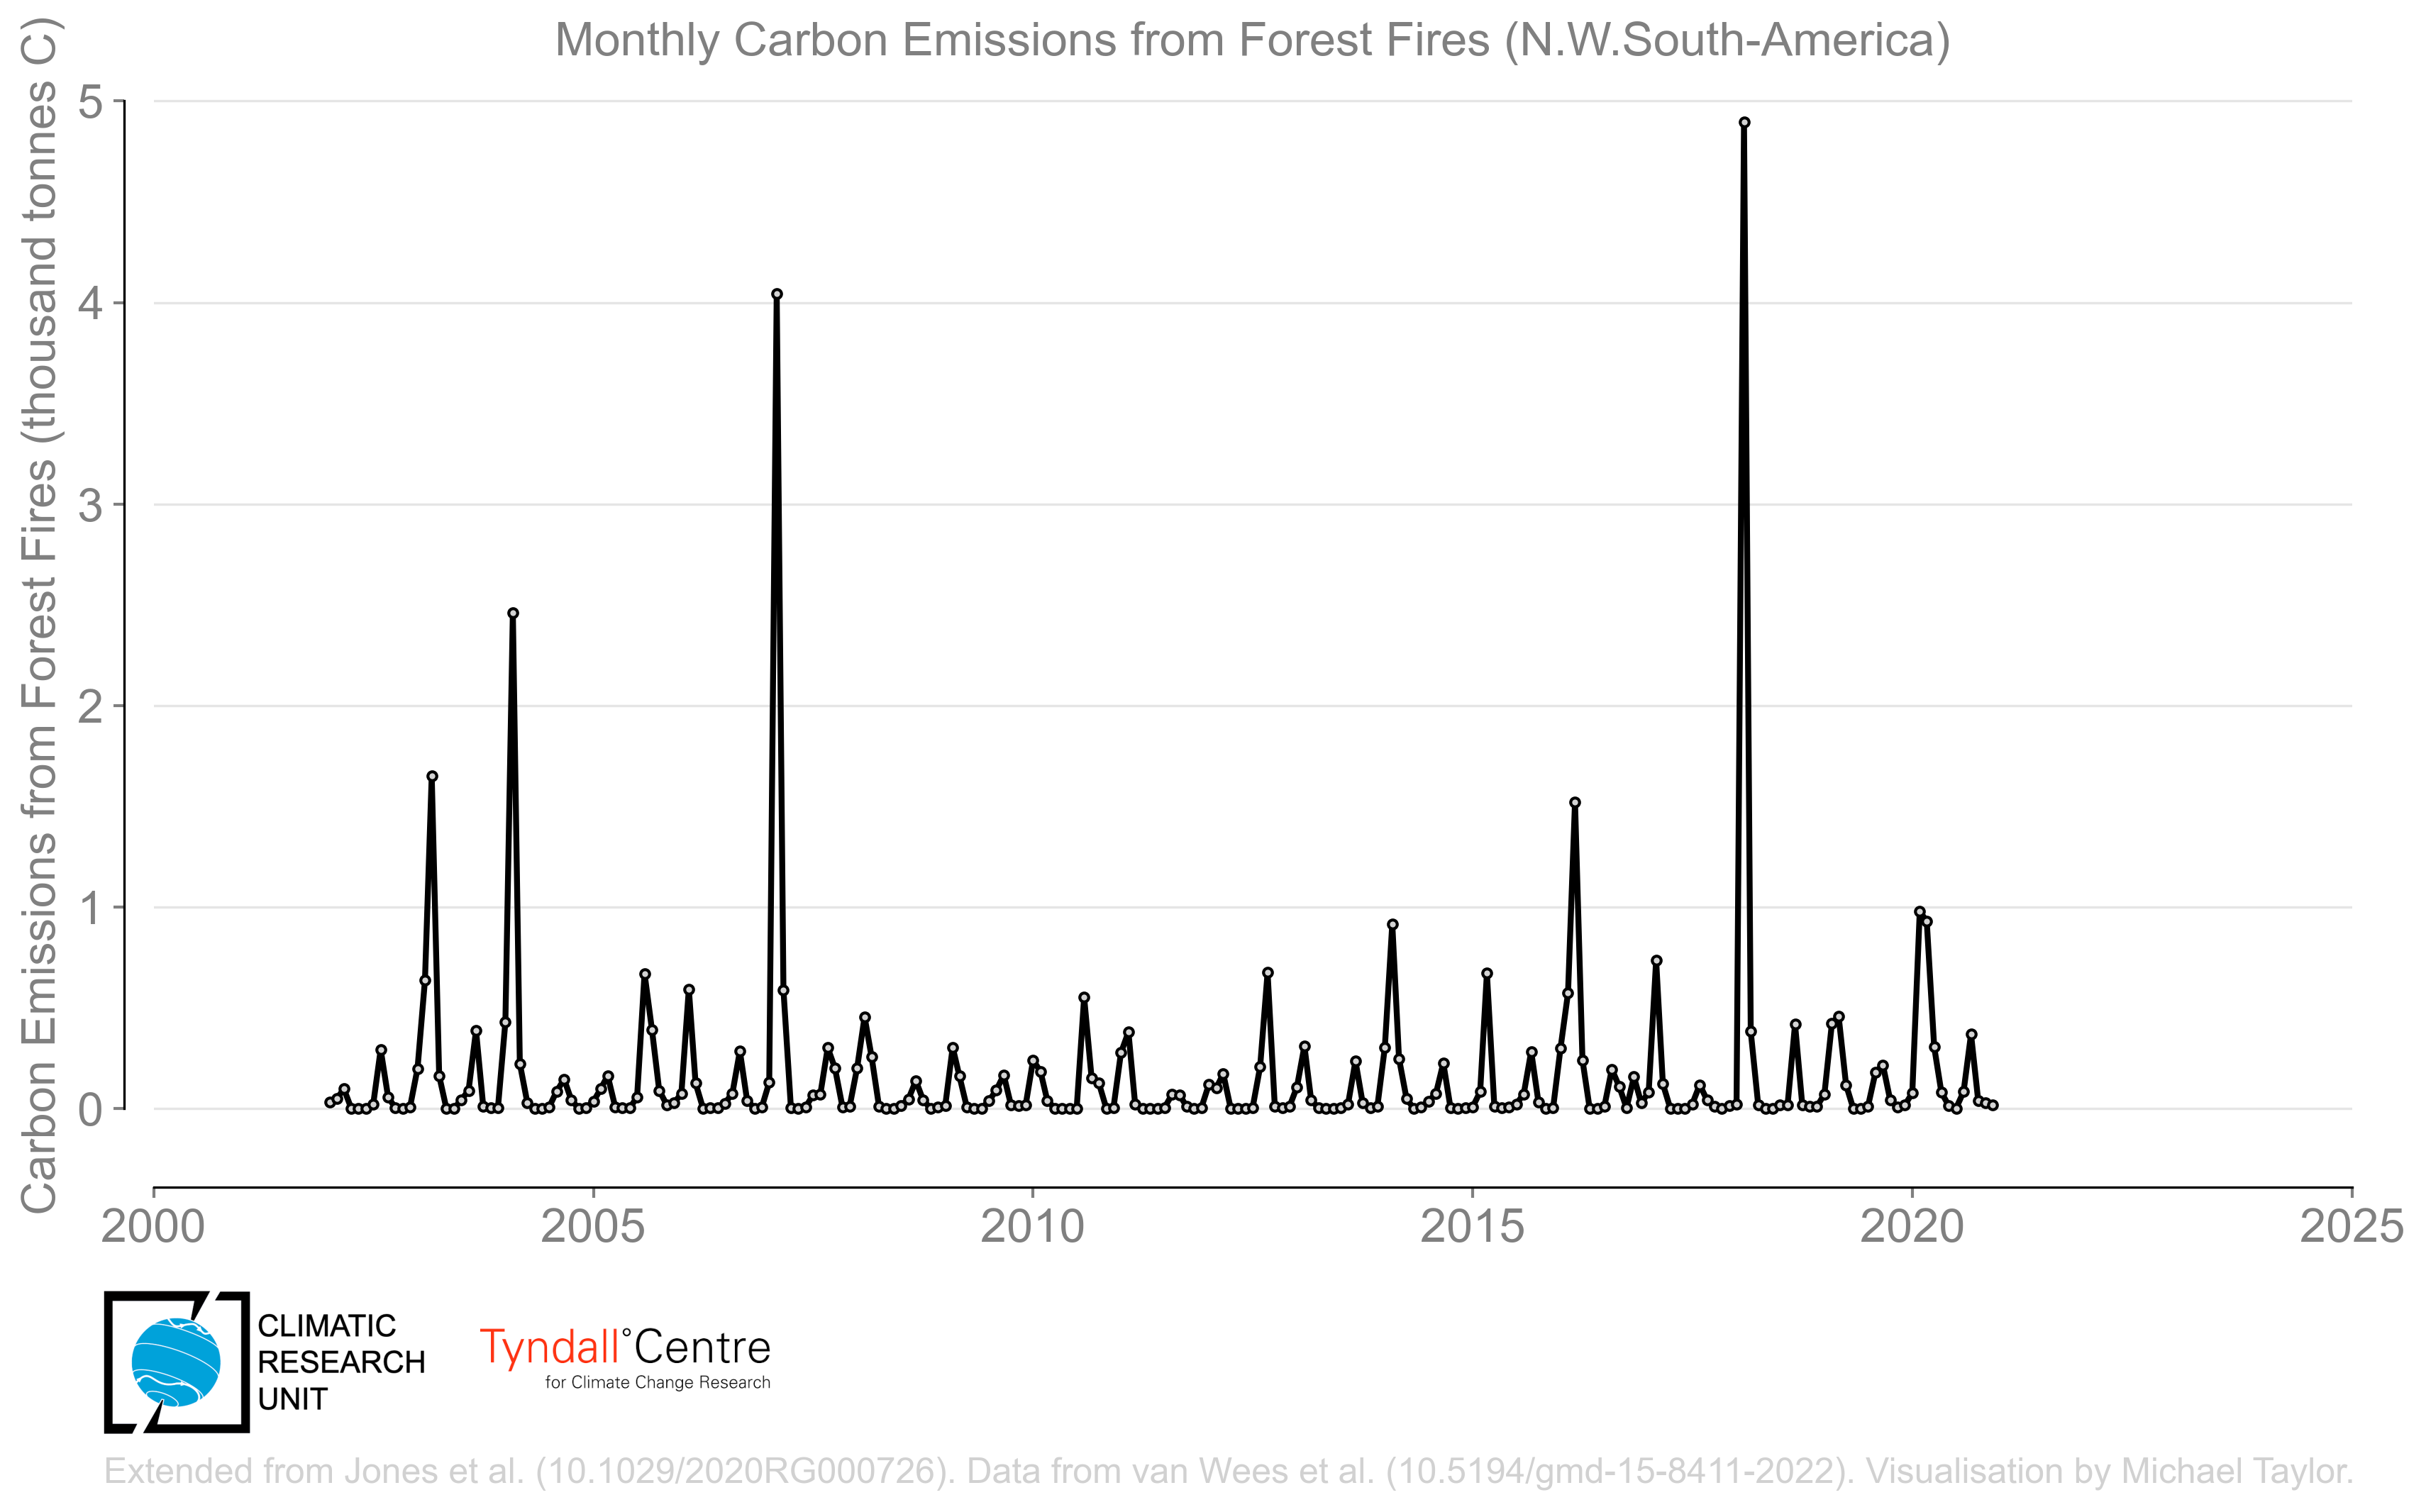 Monthly Carbon Emissions from Forest Fires (N.W.South-America)
Carbon Emissions from Forest Fires (thousand tonnes C)
5
4
3
2
1
0
2000 2005 2010 2015 2020 2025
CLIMATIC
RESEARCH
UNIT
Tyndall°Centre
for Climate Change Research
Extended from Jones et al. (10.1029/2020RG000726). Data from van Wees et al. (10.5194/gmd-15-8411-2022). Visualisation by Michael Taylor.